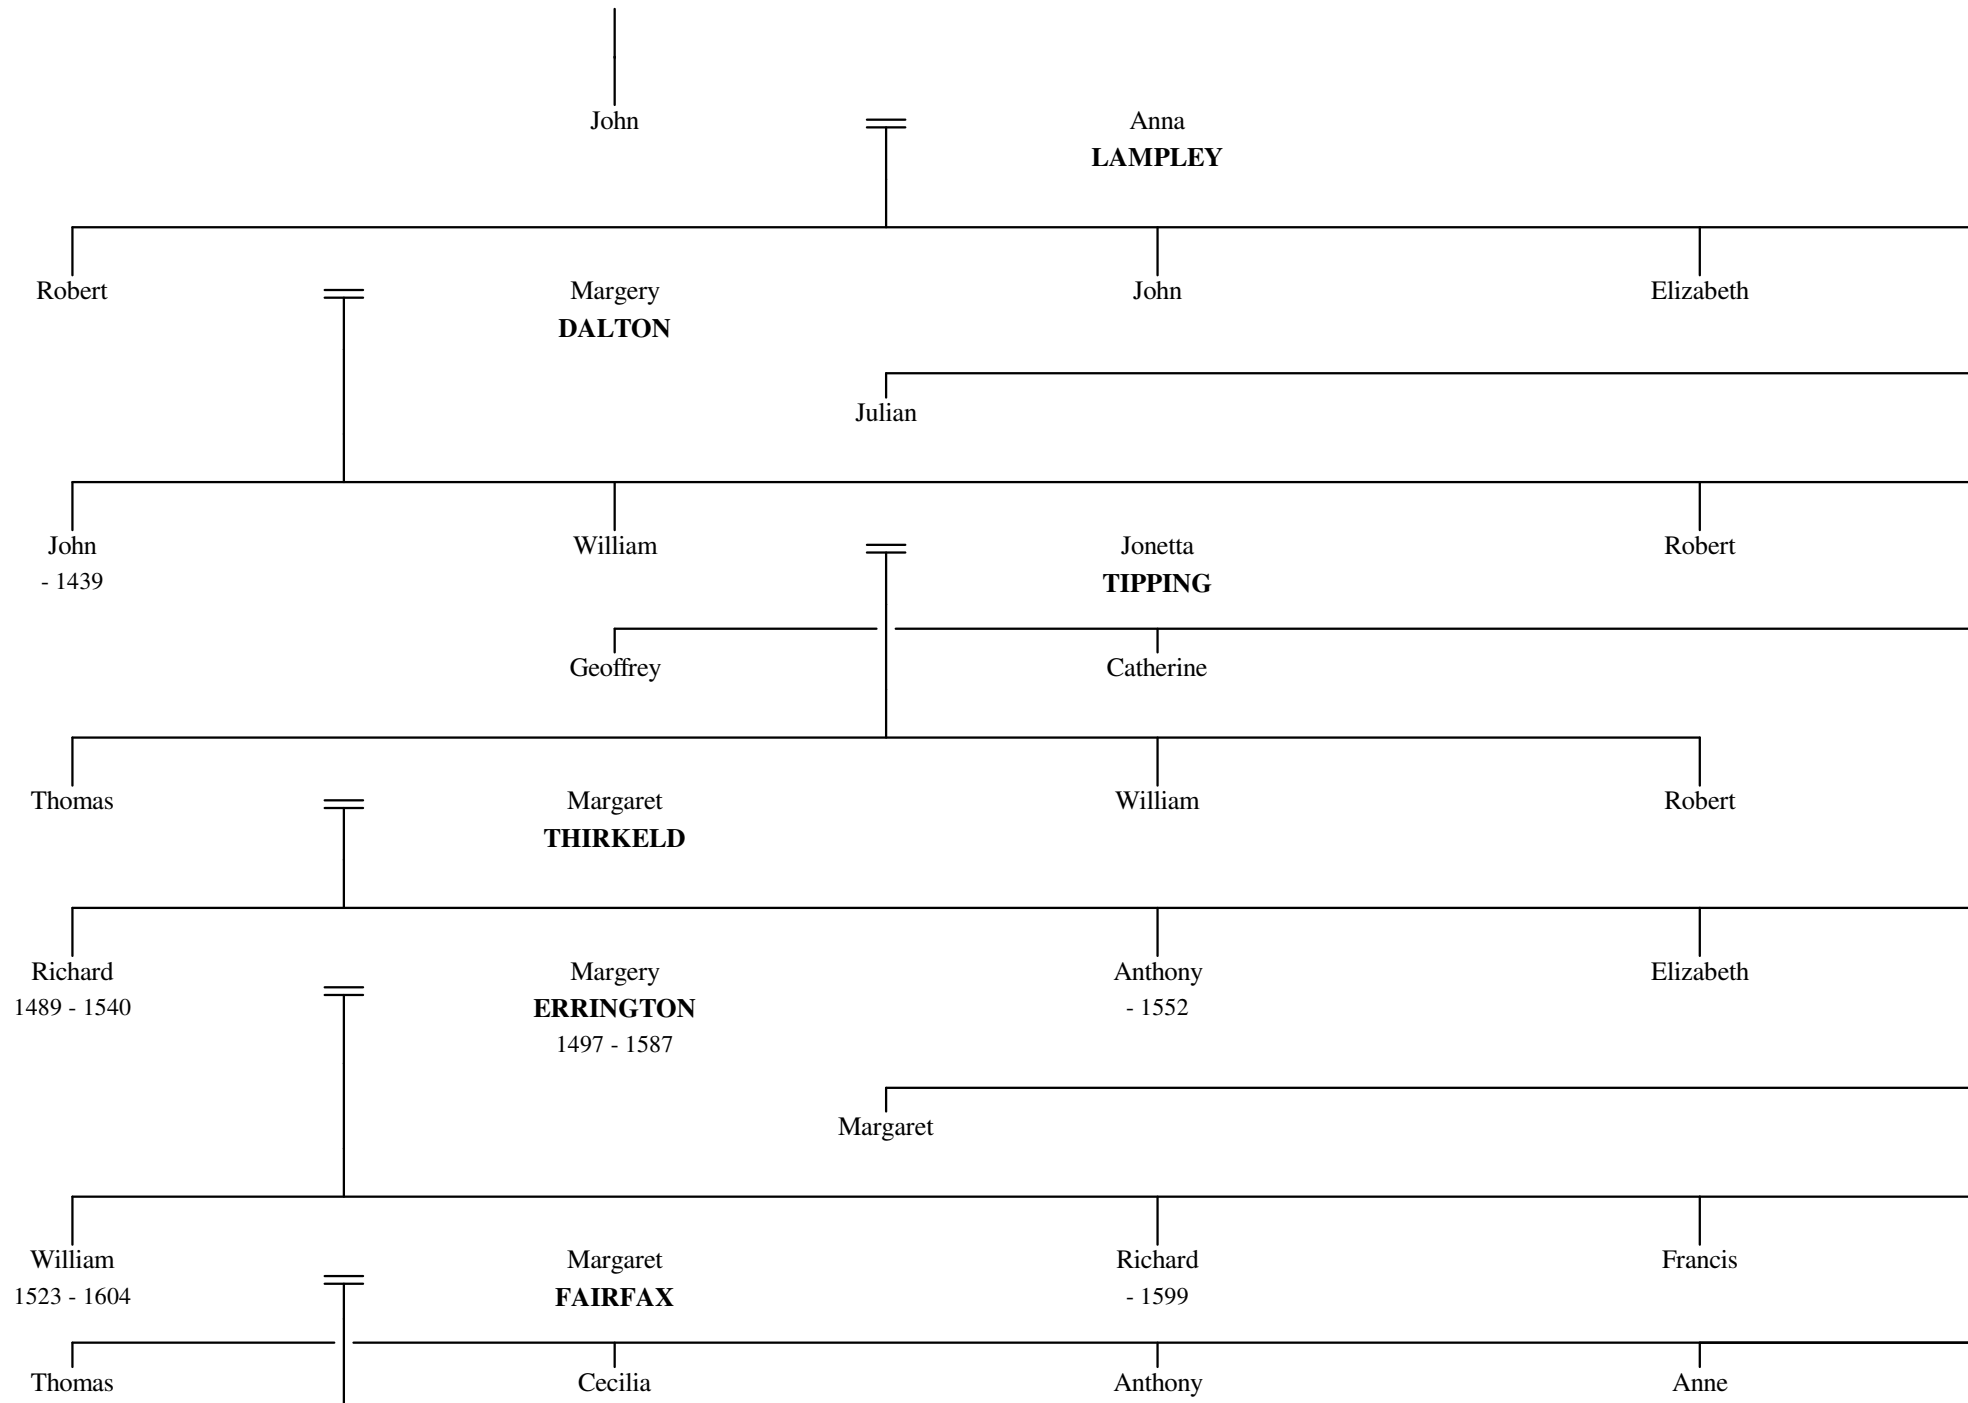 John
Anna
LAMPLEY
Robert
Margery
DALTON
John
Elizabeth
Julian
John
- 1439
William
Jonetta
TIPPING
Robert
Geoffrey
Catherine
Thomas
Margaret
THIRKELD
William
Robert
Richard
1489 - 1540
Margery
ERRINGTON
1497 - 1587
Anthony
- 1552
Elizabeth
Margaret
William
1523 - 1604
Margaret
FAIRFAX
Richard
- 1599
Francis
Thomas
Cecilia
Anthony
Anne